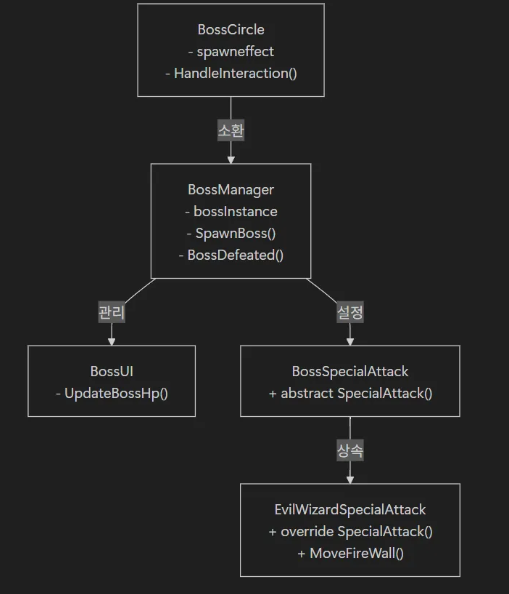 BossCircle
- spawneffect
- HandleInteraction()
소환
BossManager
- bossInstance
- SpawnBoss()
- BossDefeated()
관리
설정
BossUI
- UpdateBossHp()
BossSpecialAttack
+ abstract SpecialAttack()
상속
EvilWizardSpecialAttack
+ override SpecialAttack()
+ MoveFireWall()